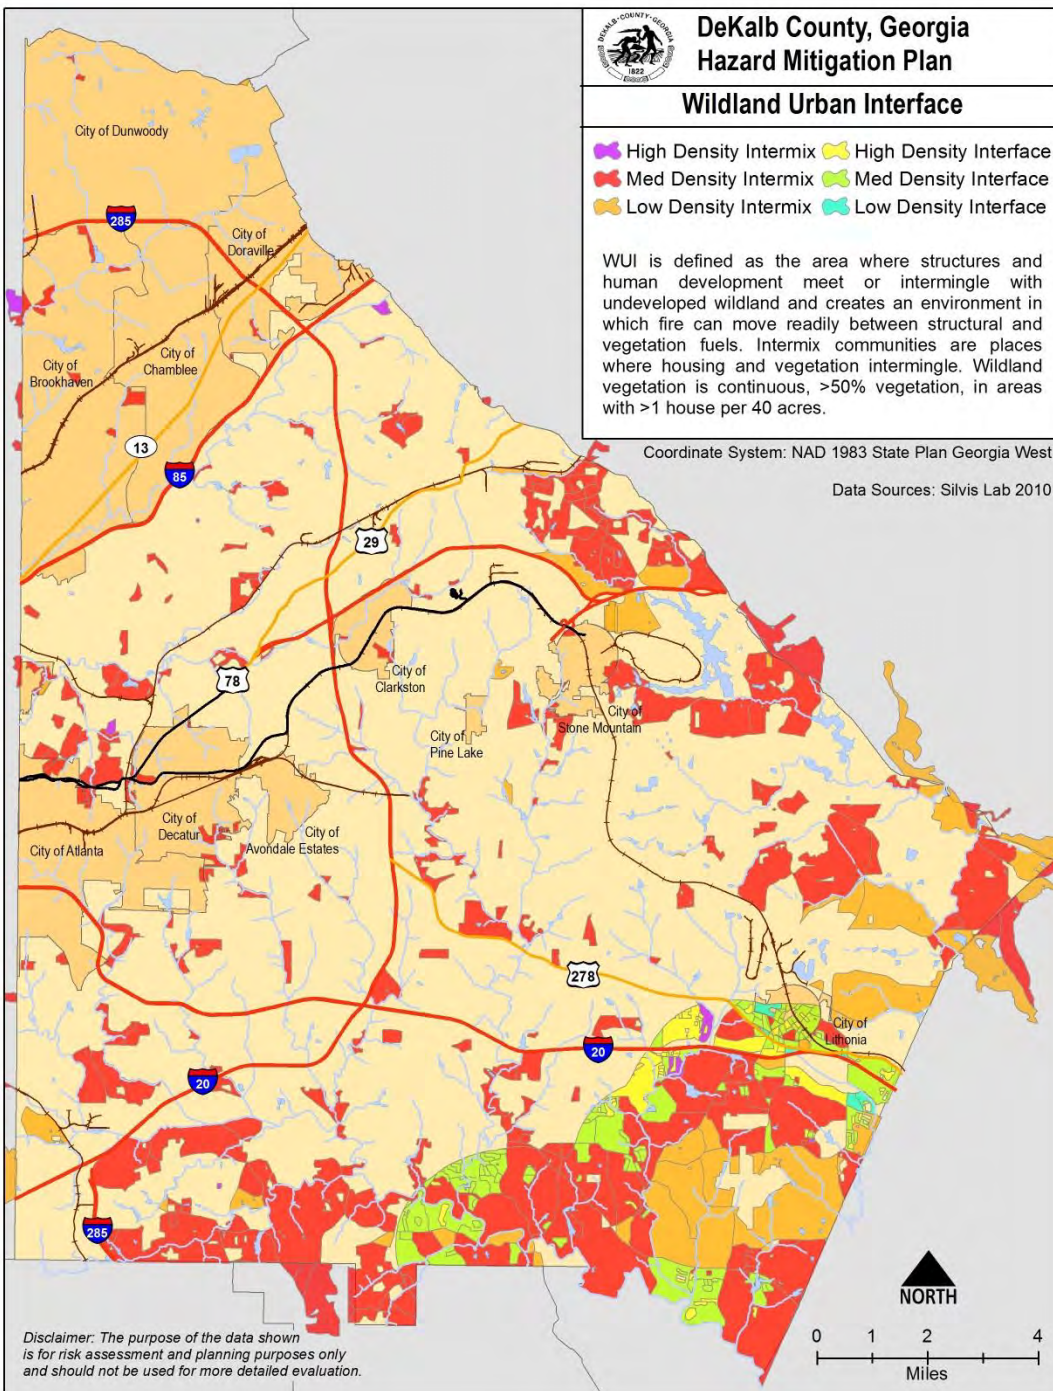 DEKALB-COUNTY-GEORGIA
1822
DeKalb County, Georgia
Hazard Mitigation Plan
Wildland Urban Interface
High Density Intermix
High Density Interface
Med Density Intermix
Med Density Interface
Low Density Intermix
Low Density Interface
WUI is defined as the area where structures and
human development meet or intermingle with
undeveloped wildland and creates an environment in
which fire can move readily between structural and
vegetation fuels. Intermix communities are places
where housing and vegetation intermingle. Wildland
vegetation is continuous, >50% vegetation, in areas
with >1 house per 40 acres.
Coordinate System: NAD 1983 State Plan Georgia West
Data Sources: Silvis Lab 2010
City of Dunwoody
285
City of
Doraville
City of
Chamblee
City of
Brookhaven
13
85
29
78
City of
Clarkston
City of
Pine Lake
City of
Stone Mountain
City of
Decatur
City of
Avondale Estates
City of Atlanta
278
City of
Lithonia
20
20
285
NORTH
0 1 2 4
Miles
Disclaimer: The purpose of the data shown
is for risk assessment and planning purposes only
and should not be used for more detailed evaluation.